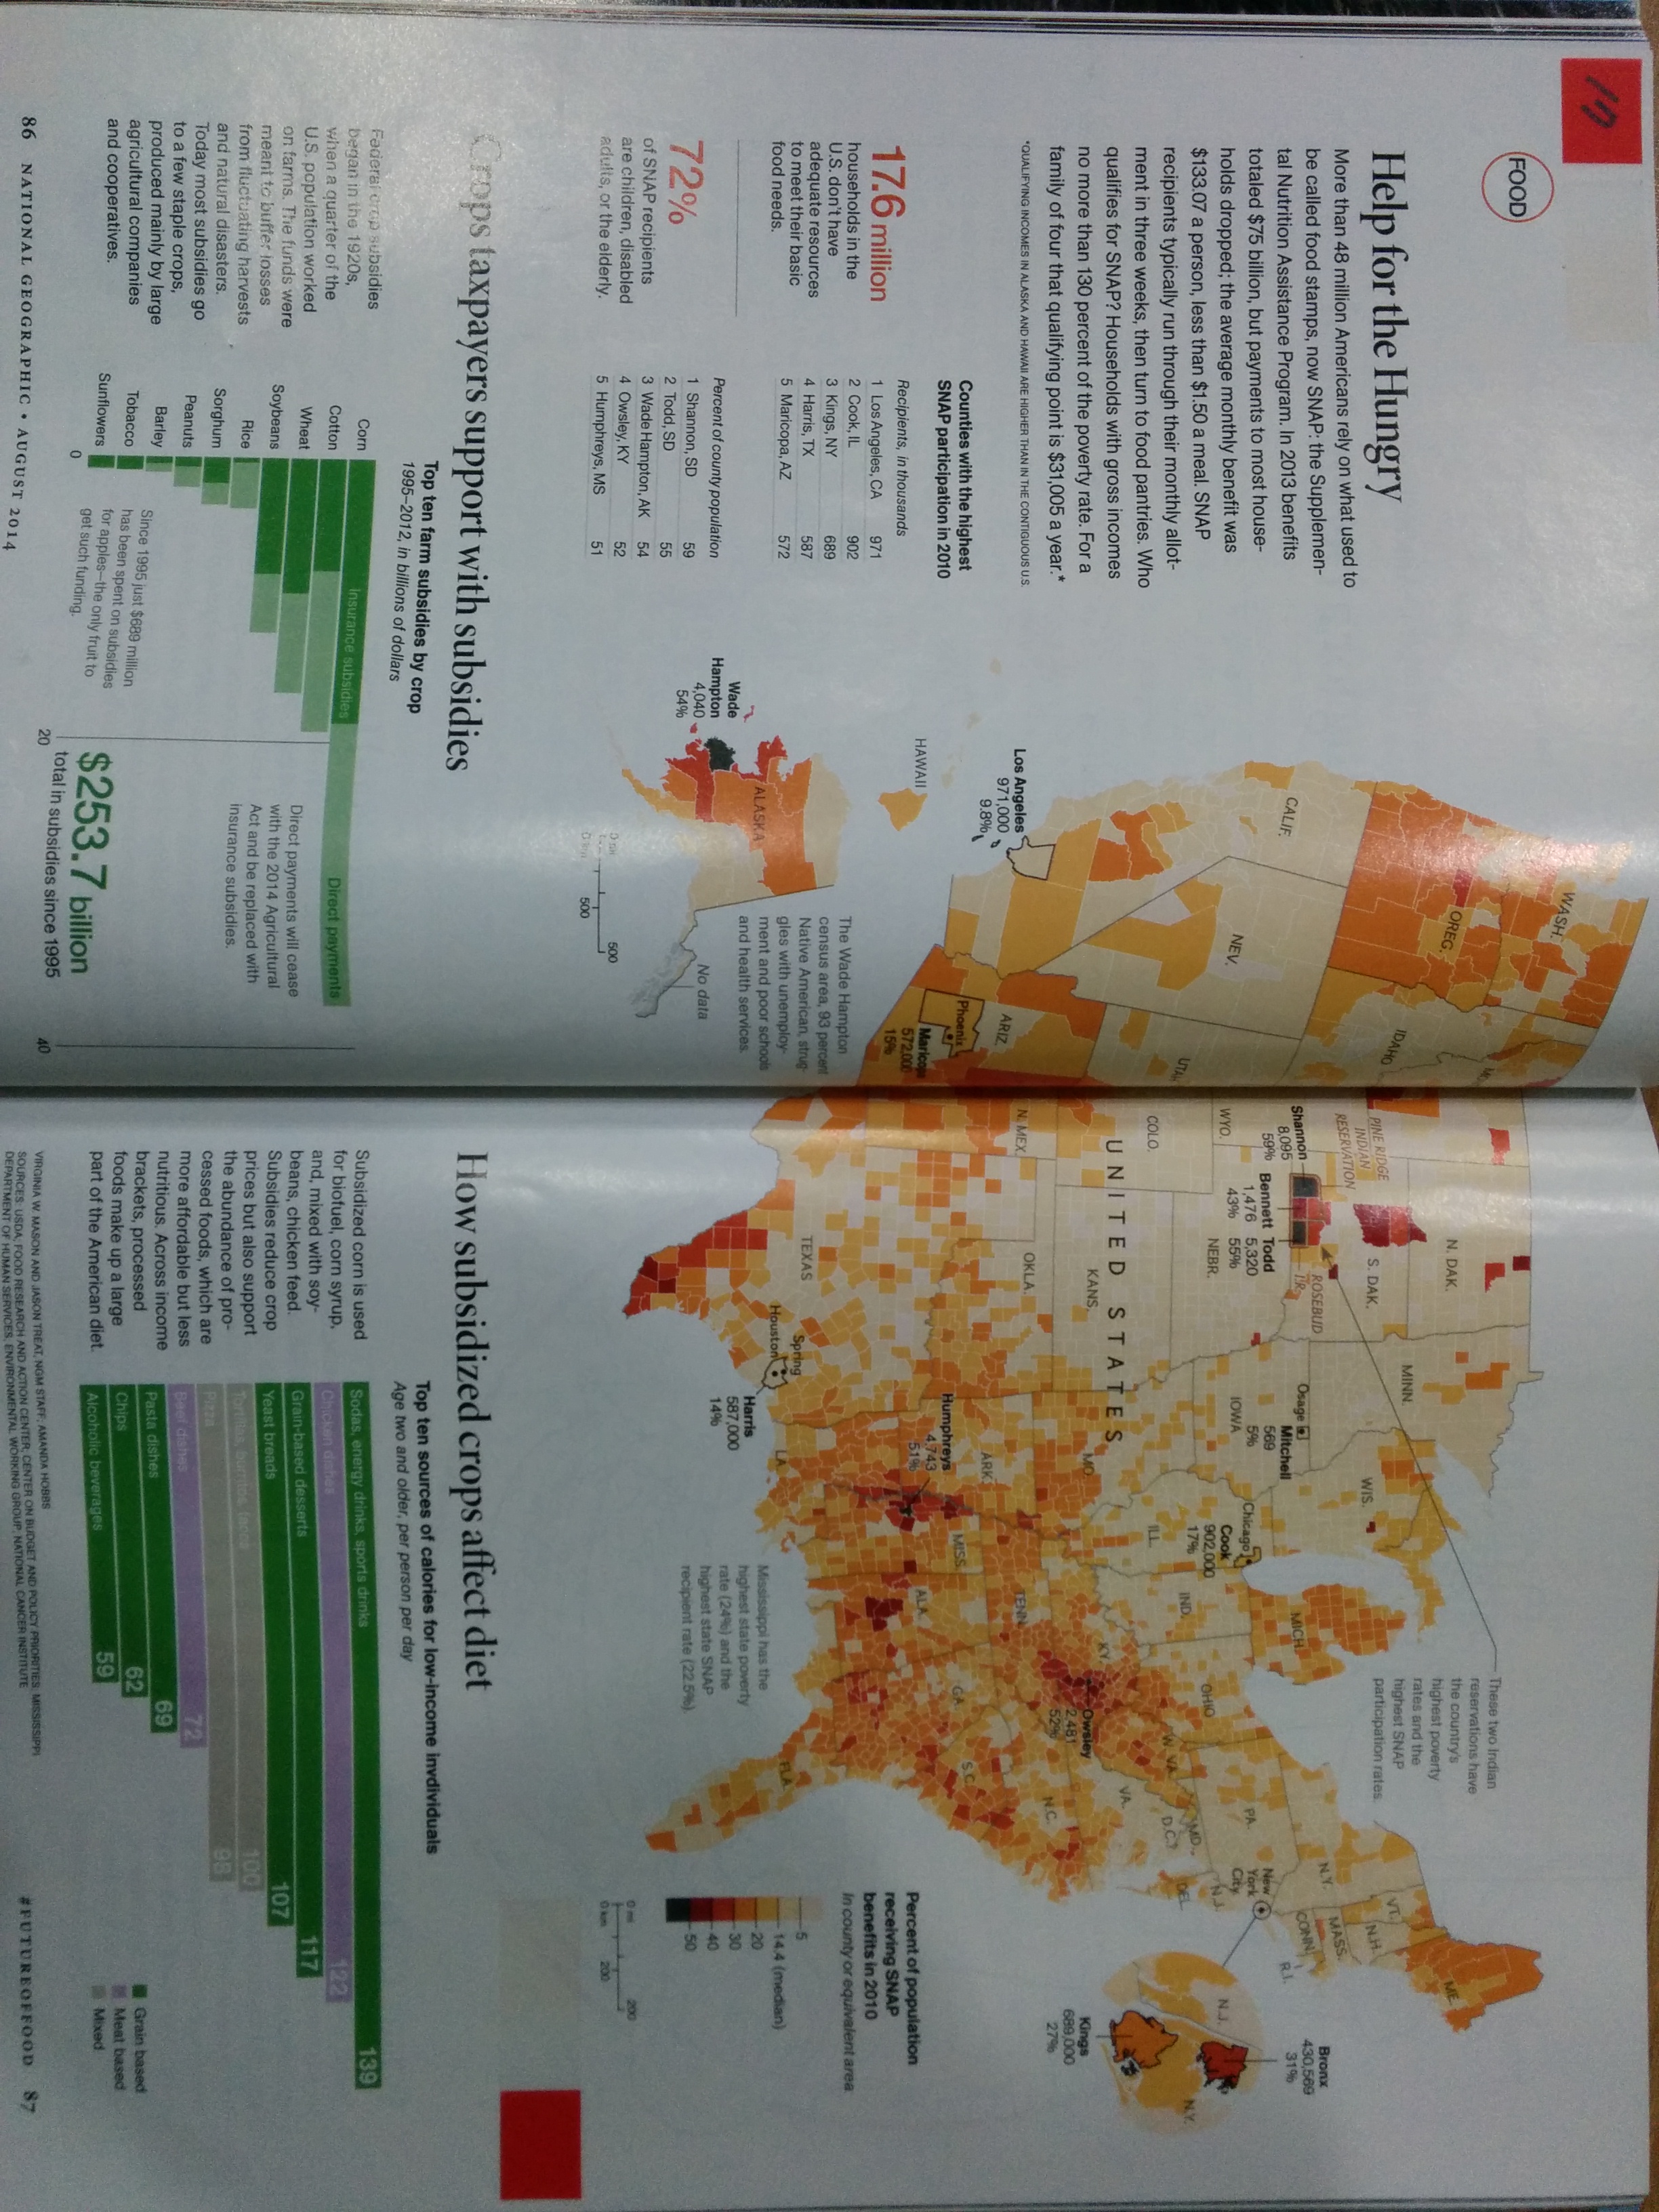 FOOD
Help for the Hungry
More than 48 million Americans rely on what used to
be called food stamps, now SNAP: the Supplemen-
tal Nutrition Assistance Program. In 2013 benefits
totaled $75 billion, but payments to most house-
holds dropped; the average monthly benefit was
$133.07 a person, less than $1.50 a meal. SNAP
recipients typically run through their monthly allot-
ment in three weeks, then turn to food pantries. Who
qualifies for SNAP? Households with gross incomes
no more than 130 percent of the poverty rate. For a
family of four that qualifying point is $31,005 a year.*
*QUALIFYING INCOMES IN ALASKA AND HAWAII ARE HIGHER THAN IN THE CONTIGUOUS U.S.
17.6 million
households in the
U.S. don't have
adequate resources
to meet their basic
food needs.
72%
of SNAP recipients
are children, disabled
adults, or the elderly.
Counties with the highest
SNAP participation in 2010
Recipients, in thousands
1 Los Angeles, CA 971
2 Cook, IL 902
3 Kings, NY 689
4 Harris, TX 587
5 Maricopa, AZ 572
Percent of county population
1 Shannon, SD 59
2 Todd, SD 55
3 Wade Hampton, AK 54
4 Owsley, KY 52
5 Humphreys, MS 51
WASH.
OREG.
IDAHO
CALIF.
NEV.
UTAH
ARIZ.
Los Angeles
971,000
9.8%
Phoenix
Maricopa
572,000
15%
HAWAII
ALASKA
Wade
Hampton
4,040
54%
The Wade Hampton
census area, 93 percent
Native American, strug-
gles with unemploy-
ment and poor schools
and health services.
No data
500
500
PINE RIDGE
INDIAN
RESERVATION
Shannon
8,095
59%
Bennett
1,476
43%
Todd
5,320
55%
ROSEBUD
I.R.
N. DAK.
S. DAK.
MINN.
WYO.
NEBR.
IOWA
WIS.
COLO.
KANS.
UNITED STATES
N. MEX.
OKLA.
TEXAS
MO.
ARK.
LA.
ILL.
IND.
MICH.
OHIO
KY.
TENN.
MISS.
ALA.
GA.
FLA.
S.C.
N.C.
VA.
W. VA.
MD.
D.C.
DEL.
PA.
N.J.
N.Y.
CONN.
R.I.
MASS.
VT.
N.H.
ME.
Osage
Mitchell
569
5%
Chicago
Cook
902,000
17%
Spring
Houston
Harris
587,000
14%
Humphreys
4,743
51%
Owsley
2,481
52%
New
York
City
These two Indian
reservations have
the country's
highest poverty
rates and the
highest SNAP
participation rates.
Mississippi has the
highest state poverty
rate (24%) and the
highest state SNAP
recipient rate (22.5%).
Bronx
430,569
31%
N.J.
N.Y.
Kings
689,000
27%
Percent of population
receiving SNAP
benefits in 2010
In county or equivalent area
5
14.4 (median)
20
30
40
50
0 mi 200
0 km 200
Crops taxpayers support with subsidies
Federal crop subsidies
began in the 1920s,
when a quarter of the
U.S. population worked
on farms. The funds were
meant to buffer losses
from fluctuating harvests
and natural disasters.
Today most subsidies go
to a few staple crops,
produced mainly by large
agricultural companies
and cooperatives.
Top ten farm subsidies by crop
1995–2012, in billions of dollars
Corn
Insurance subsidies
Direct payments
Cotton
Wheat
Soybeans
Rice
Sorghum
Peanuts
Barley
Tobacco
Sunflowers
0
20
40
Direct payments will cease
with the 2014 Agricultural
Act and be replaced with
insurance subsidies.
Since 1995 just $689 million
has been spent on subsidies
for apples—the only fruit to
get such funding.
$253.7 billion
total in subsidies since 1995
86 NATIONAL GEOGRAPHIC • AUGUST 2014
How subsidized crops affect diet
Subsidized corn is used
for biofuel, corn syrup,
and, mixed with soy-
beans, chicken feed.
Subsidies reduce crop
prices but also support
the abundance of pro-
cessed foods, which are
more affordable but less
nutritious. Across income
brackets, processed
foods make up a large
part of the American diet.
Top ten sources of calories for low-income invdividuals
Age two and older, per person per day
Sodas, energy drinks, sports drinks 139
Chicken dishes 122
Grain-based desserts 117
Yeast breads 107
Tortillas, burritos, tacos 100
Pizza 98
Beef dishes 72
Pasta dishes 69
Chips 62
Alcoholic beverages 59
Grain based
Meat based
Mixed
VIRGINIA W. MASON AND JASON TREAT, NGM STAFF; AMANDA HOBBS
SOURCES: USDA; FOOD RESEARCH AND ACTION CENTER; CENTER ON BUDGET AND POLICY PRIORITIES; MISSISSIPPI
DEPARTMENT OF HUMAN SERVICES; ENVIRONMENTAL WORKING GROUP; NATIONAL CANCER INSTITUTE
#FUTUREOFFOOD 87